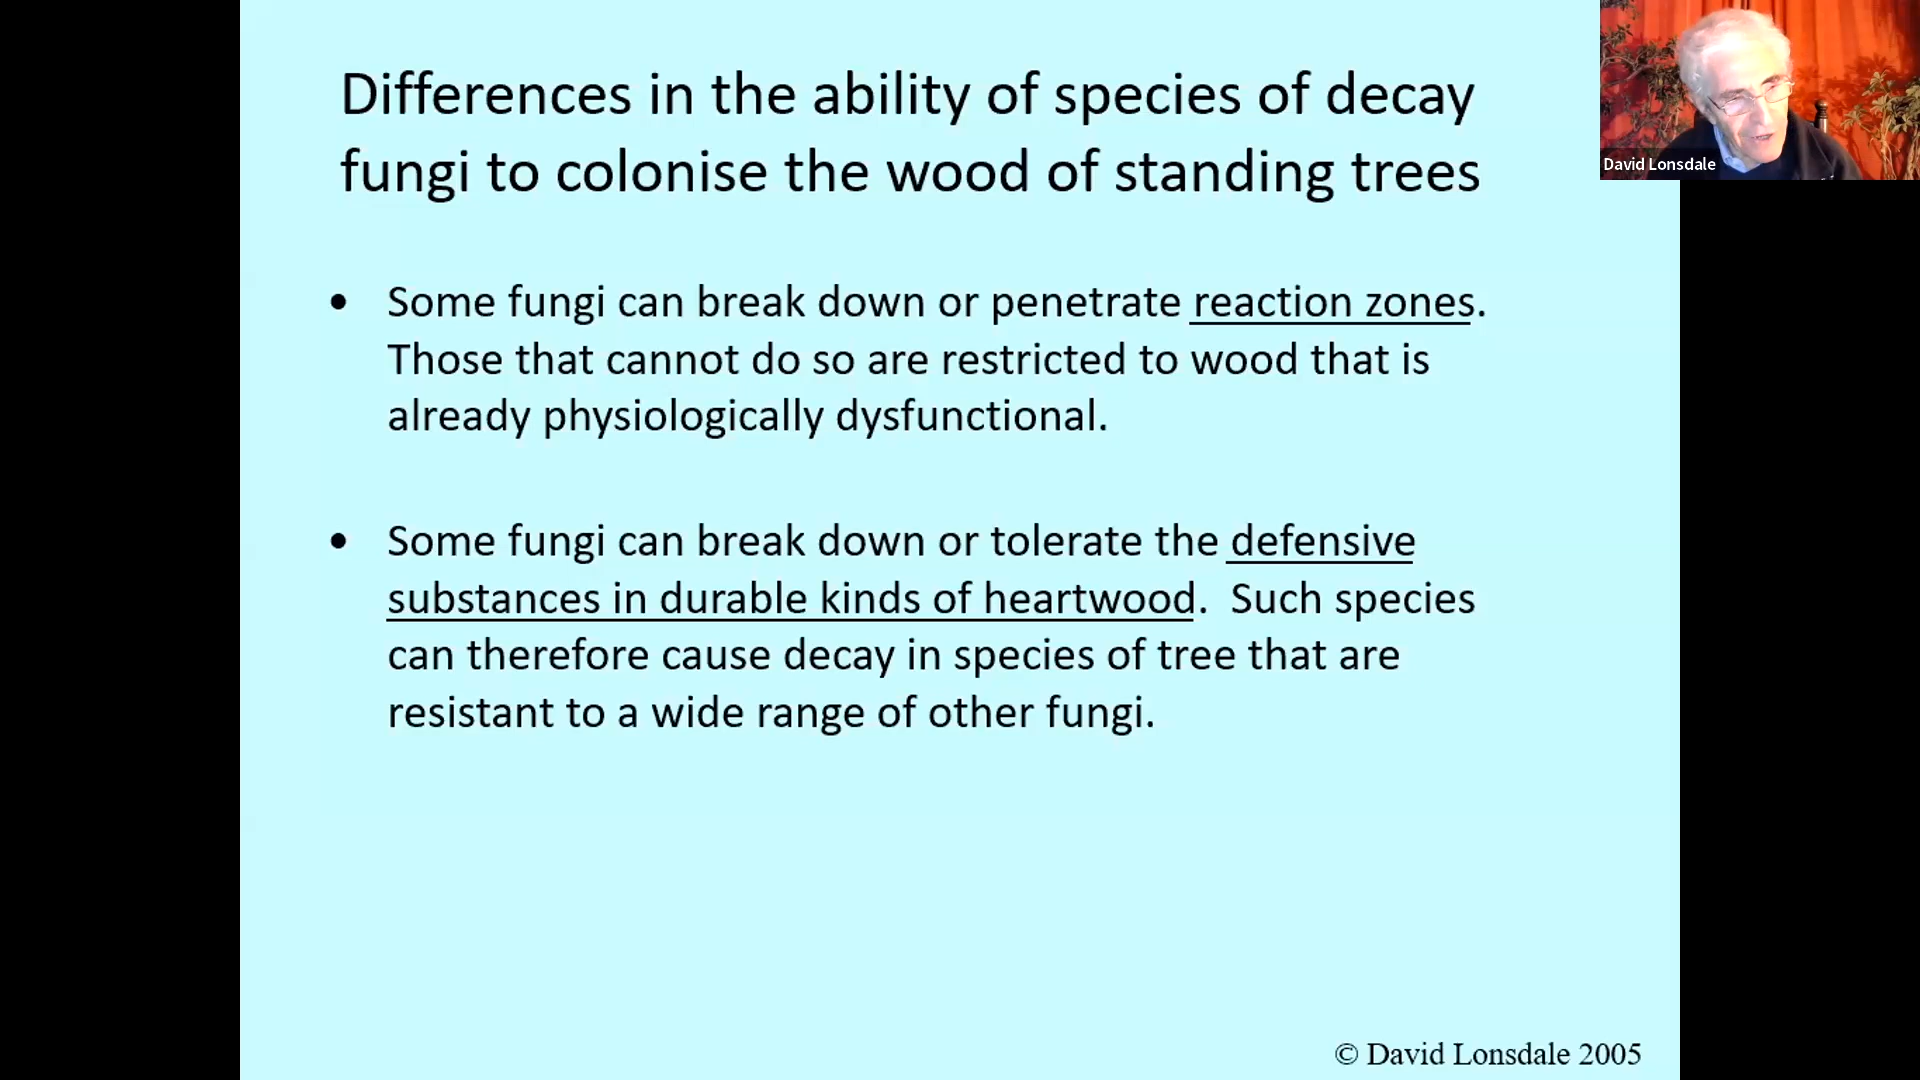 Differences in the ability of species of decay
fungi to colonise the wood of standing trees
David Lonsdale
• Some fungi can break down or penetrate reaction zones.
Those that cannot do so are restricted to wood that is
already physiologically dysfunctional.
• Some fungi can break down or tolerate the defensive
substances in durable kinds of heartwood.  Such species
can therefore cause decay in species of tree that are
resistant to a wide range of other fungi.
© David Lonsdale 2005